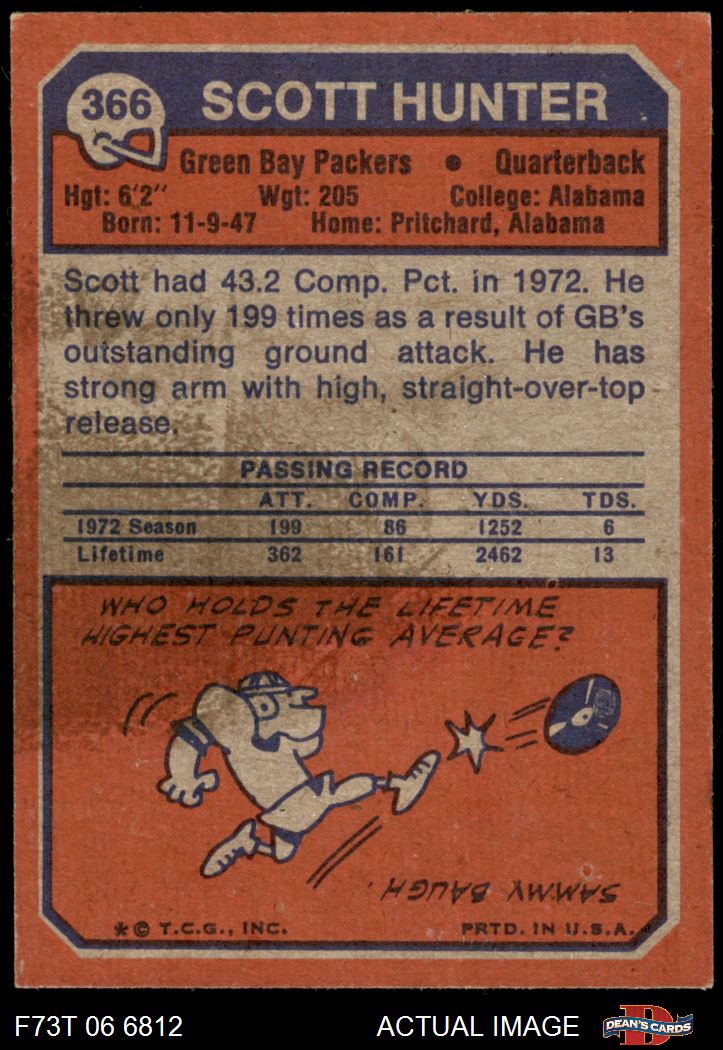 366 SCOTT HUNTER
Green Bay Packers • Quarterback
Hgt: 6'2" Wgt: 205 College: Alabama
Born: 11-9-47 Home: Pritchard, Alabama
Scott had 43.2 Comp. Pct. in 1972. He
threw only 199 times as a result of GB's
outstanding ground attack. He has
strong arm with high, straight-over-top
release.
PASSING RECORD
ATT. COMP. YDS. TDS.
1972 Season 199 86 1252 6
Lifetime 362 161 2462 13
WHO HOLDS THE LIFETIME
HIGHEST PUNTING AVERAGE?
SAMMY BAUGH.
* © T.C.G., INC. PRTD. IN U.S.A.
F73T 06 6812 ACTUAL IMAGE D DEAN'S CARDS